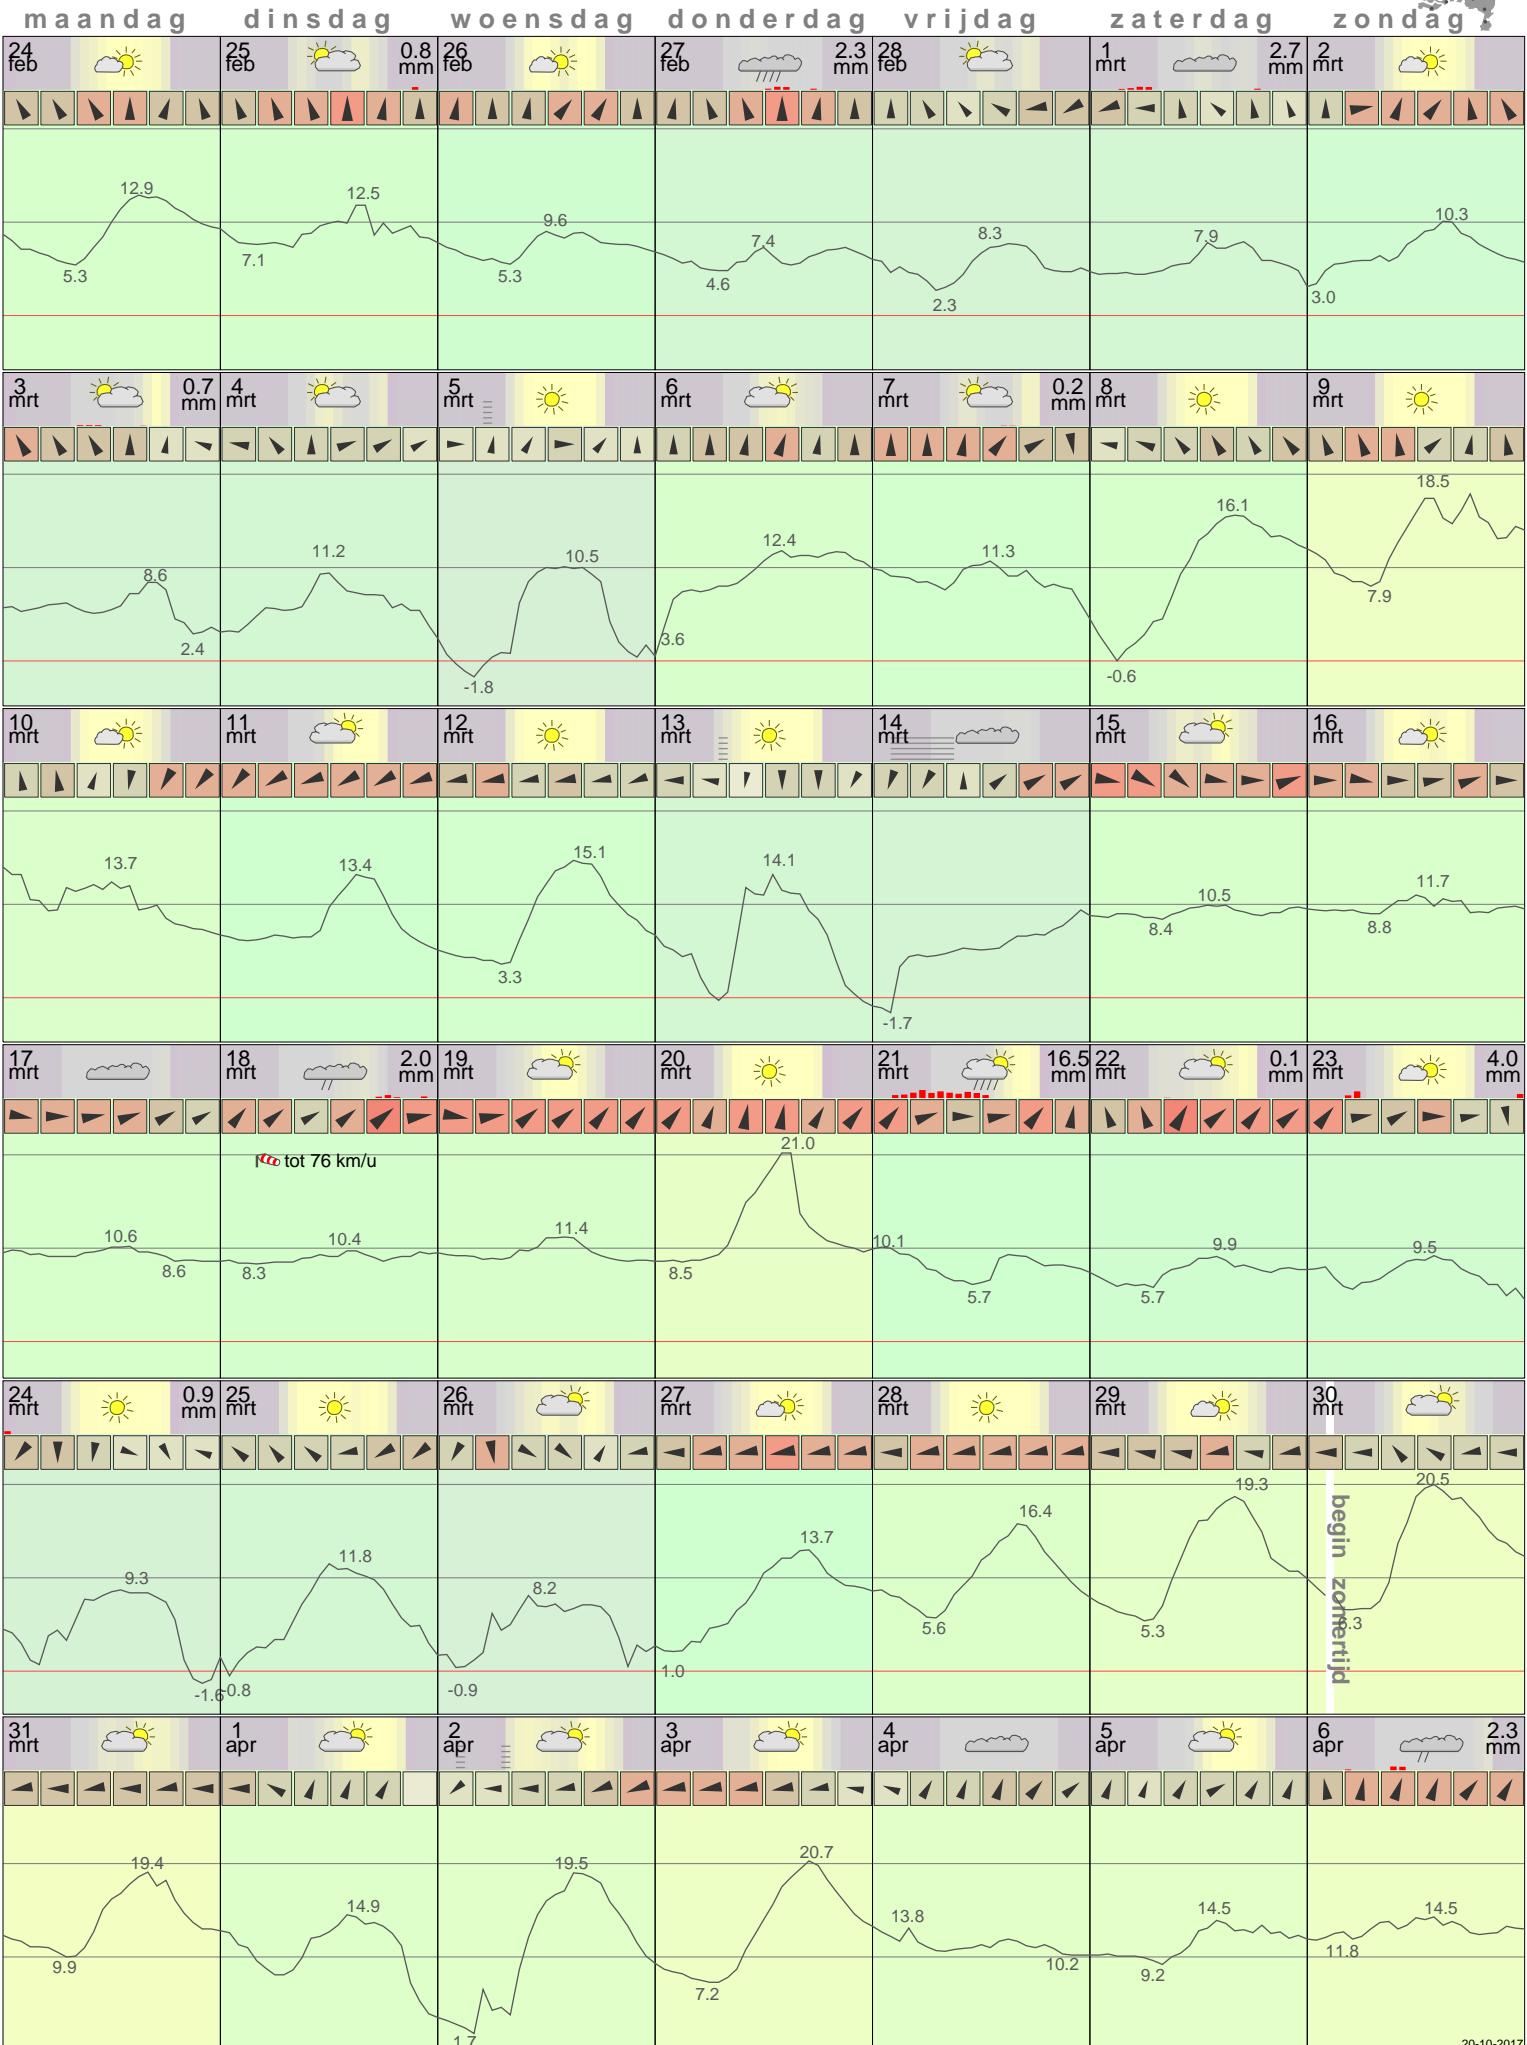 maandag dinsdag woensdag donderdag vrijdag zaterdag zondag
24 feb
25 feb 0.8 mm
26 feb
27 feb 2.3 mm
28 feb
1 mrt 2.7 mm
2 mrt
12.9 5.3
12.5 7.1
9.6 5.3
7.4 4.6
8.3 2.3
7.9
10.3 3.0
3 mrt 0.7 mm
4 mrt
5 mrt
6 mrt
7 mrt 0.2 mm
8 mrt
9 mrt
8.6 2.4
11.2
10.5 -1.8
12.4 3.6
11.3
16.1 -0.6
18.5 7.9
10 mrt
11 mrt
12 mrt
13 mrt
14 mrt
15 mrt
16 mrt
13.7
13.4
15.1 3.3
14.1
-1.7
10.5 8.4
11.7 8.8
17 mrt
18 mrt 2.0 mm
19 mrt
20 mrt
21 mrt 16.5 mm
22 mrt 0.1 mm
23 mrt 4.0 mm
tot 76 km/u
10.6 8.6
10.4 8.3
11.4
21.0 8.5
10.1 5.7
9.9 5.7
9.5
24 mrt 0.9 mm
25 mrt
26 mrt
27 mrt
28 mrt
29 mrt
30 mrt
9.3 -1.6
11.8 -0.8
8.2 -0.9
13.7 1.0
16.4 5.6
19.3 5.3
20.5 6.3
begin zomertijd
31 mrt
1 apr
2 apr
3 apr
4 apr
5 apr
6 apr 2.3 mm
19.4 9.9
14.9
19.5 1.7
20.7 7.2
13.8 10.2
14.5 9.2
14.5 11.8
20-10-2017